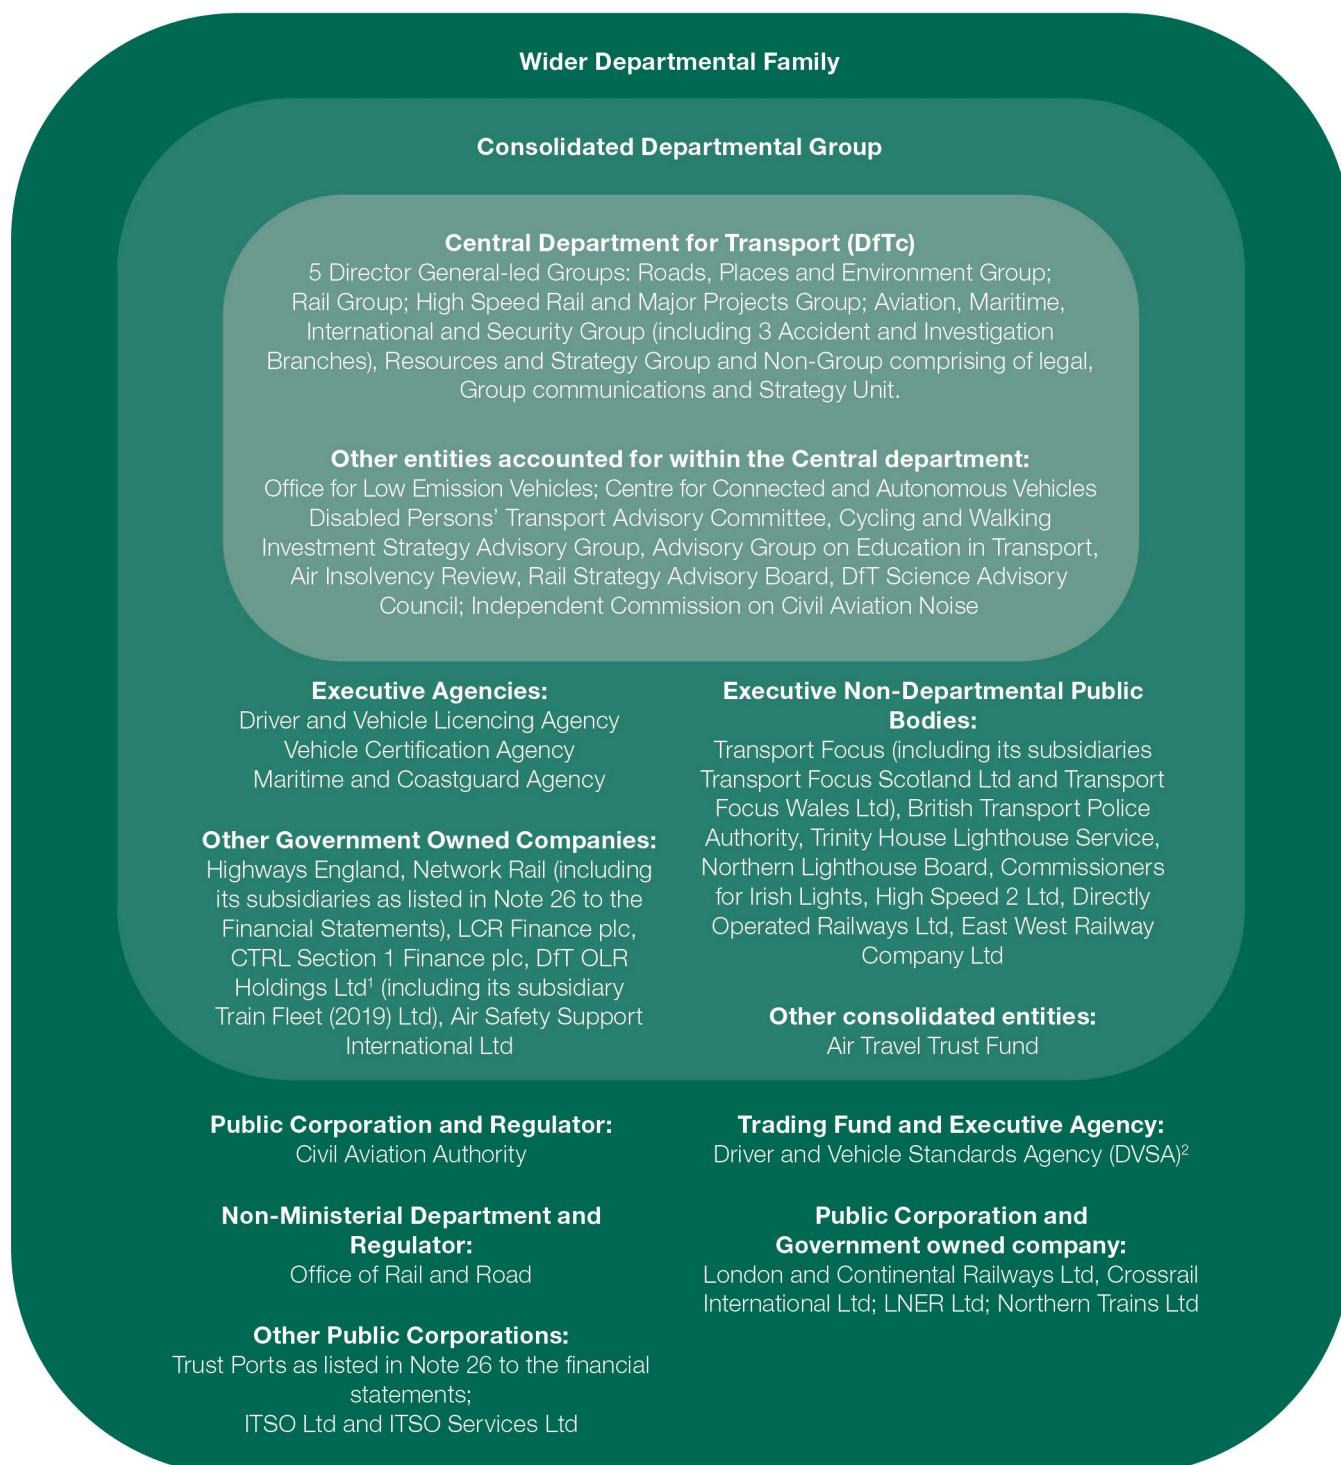 Wider Departmental Family
Consolidated Departmental Group
Central Department for Transport (DfTc)
5 Director General-led Groups: Roads, Places and Environment Group;
Rail Group; High Speed Rail and Major Projects Group; Aviation, Maritime,
International and Security Group (including 3 Accident and Investigation
Branches), Resources and Strategy Group and Non-Group comprising of legal,
Group communications and Strategy Unit.
Other entities accounted for within the Central department:
Office for Low Emission Vehicles; Centre for Connected and Autonomous Vehicles
Disabled Persons’ Transport Advisory Committee, Cycling and Walking
Investment Strategy Advisory Group, Advisory Group on Education in Transport,
Air Insolvency Review, Rail Strategy Advisory Board, DfT Science Advisory
Council; Independent Commission on Civil Aviation Noise
Executive Agencies:
Driver and Vehicle Licencing Agency
Vehicle Certification Agency
Maritime and Coastguard Agency
Other Government Owned Companies:
Highways England, Network Rail (including
its subsidiaries as listed in Note 26 to the
Financial Statements), LCR Finance plc,
CTRL Section 1 Finance plc, DfT OLR
Holdings Ltd¹ (including its subsidiary
Train Fleet (2019) Ltd), Air Safety Support
International Ltd
Executive Non-Departmental Public
Bodies:
Transport Focus (including its subsidiaries
Transport Focus Scotland Ltd and Transport
Focus Wales Ltd), British Transport Police
Authority, Trinity House Lighthouse Service,
Northern Lighthouse Board, Commissioners
for Irish Lights, High Speed 2 Ltd, Directly
Operated Railways Ltd, East West Railway
Company Ltd
Other consolidated entities:
Air Travel Trust Fund
Public Corporation and Regulator:
Civil Aviation Authority
Non-Ministerial Department and
Regulator:
Office of Rail and Road
Other Public Corporations:
Trust Ports as listed in Note 26 to the financial
statements;
ITSO Ltd and ITSO Services Ltd
Trading Fund and Executive Agency:
Driver and Vehicle Standards Agency (DVSA)²
Public Corporation and
Government owned company:
London and Continental Railways Ltd, Crossrail
International Ltd; LNER Ltd; Northern Trains Ltd